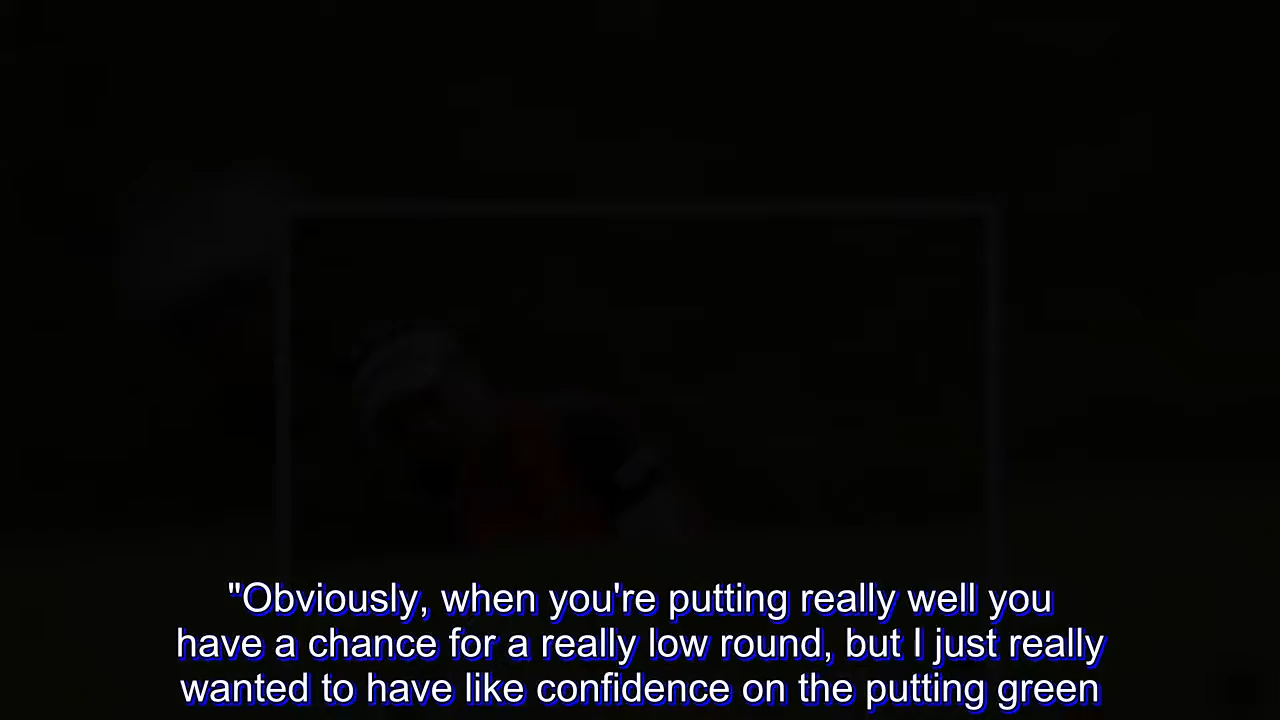 "Obviously, when you're putting really well you
have a chance for a really low round, but I just really
wanted to have like confidence on the putting green